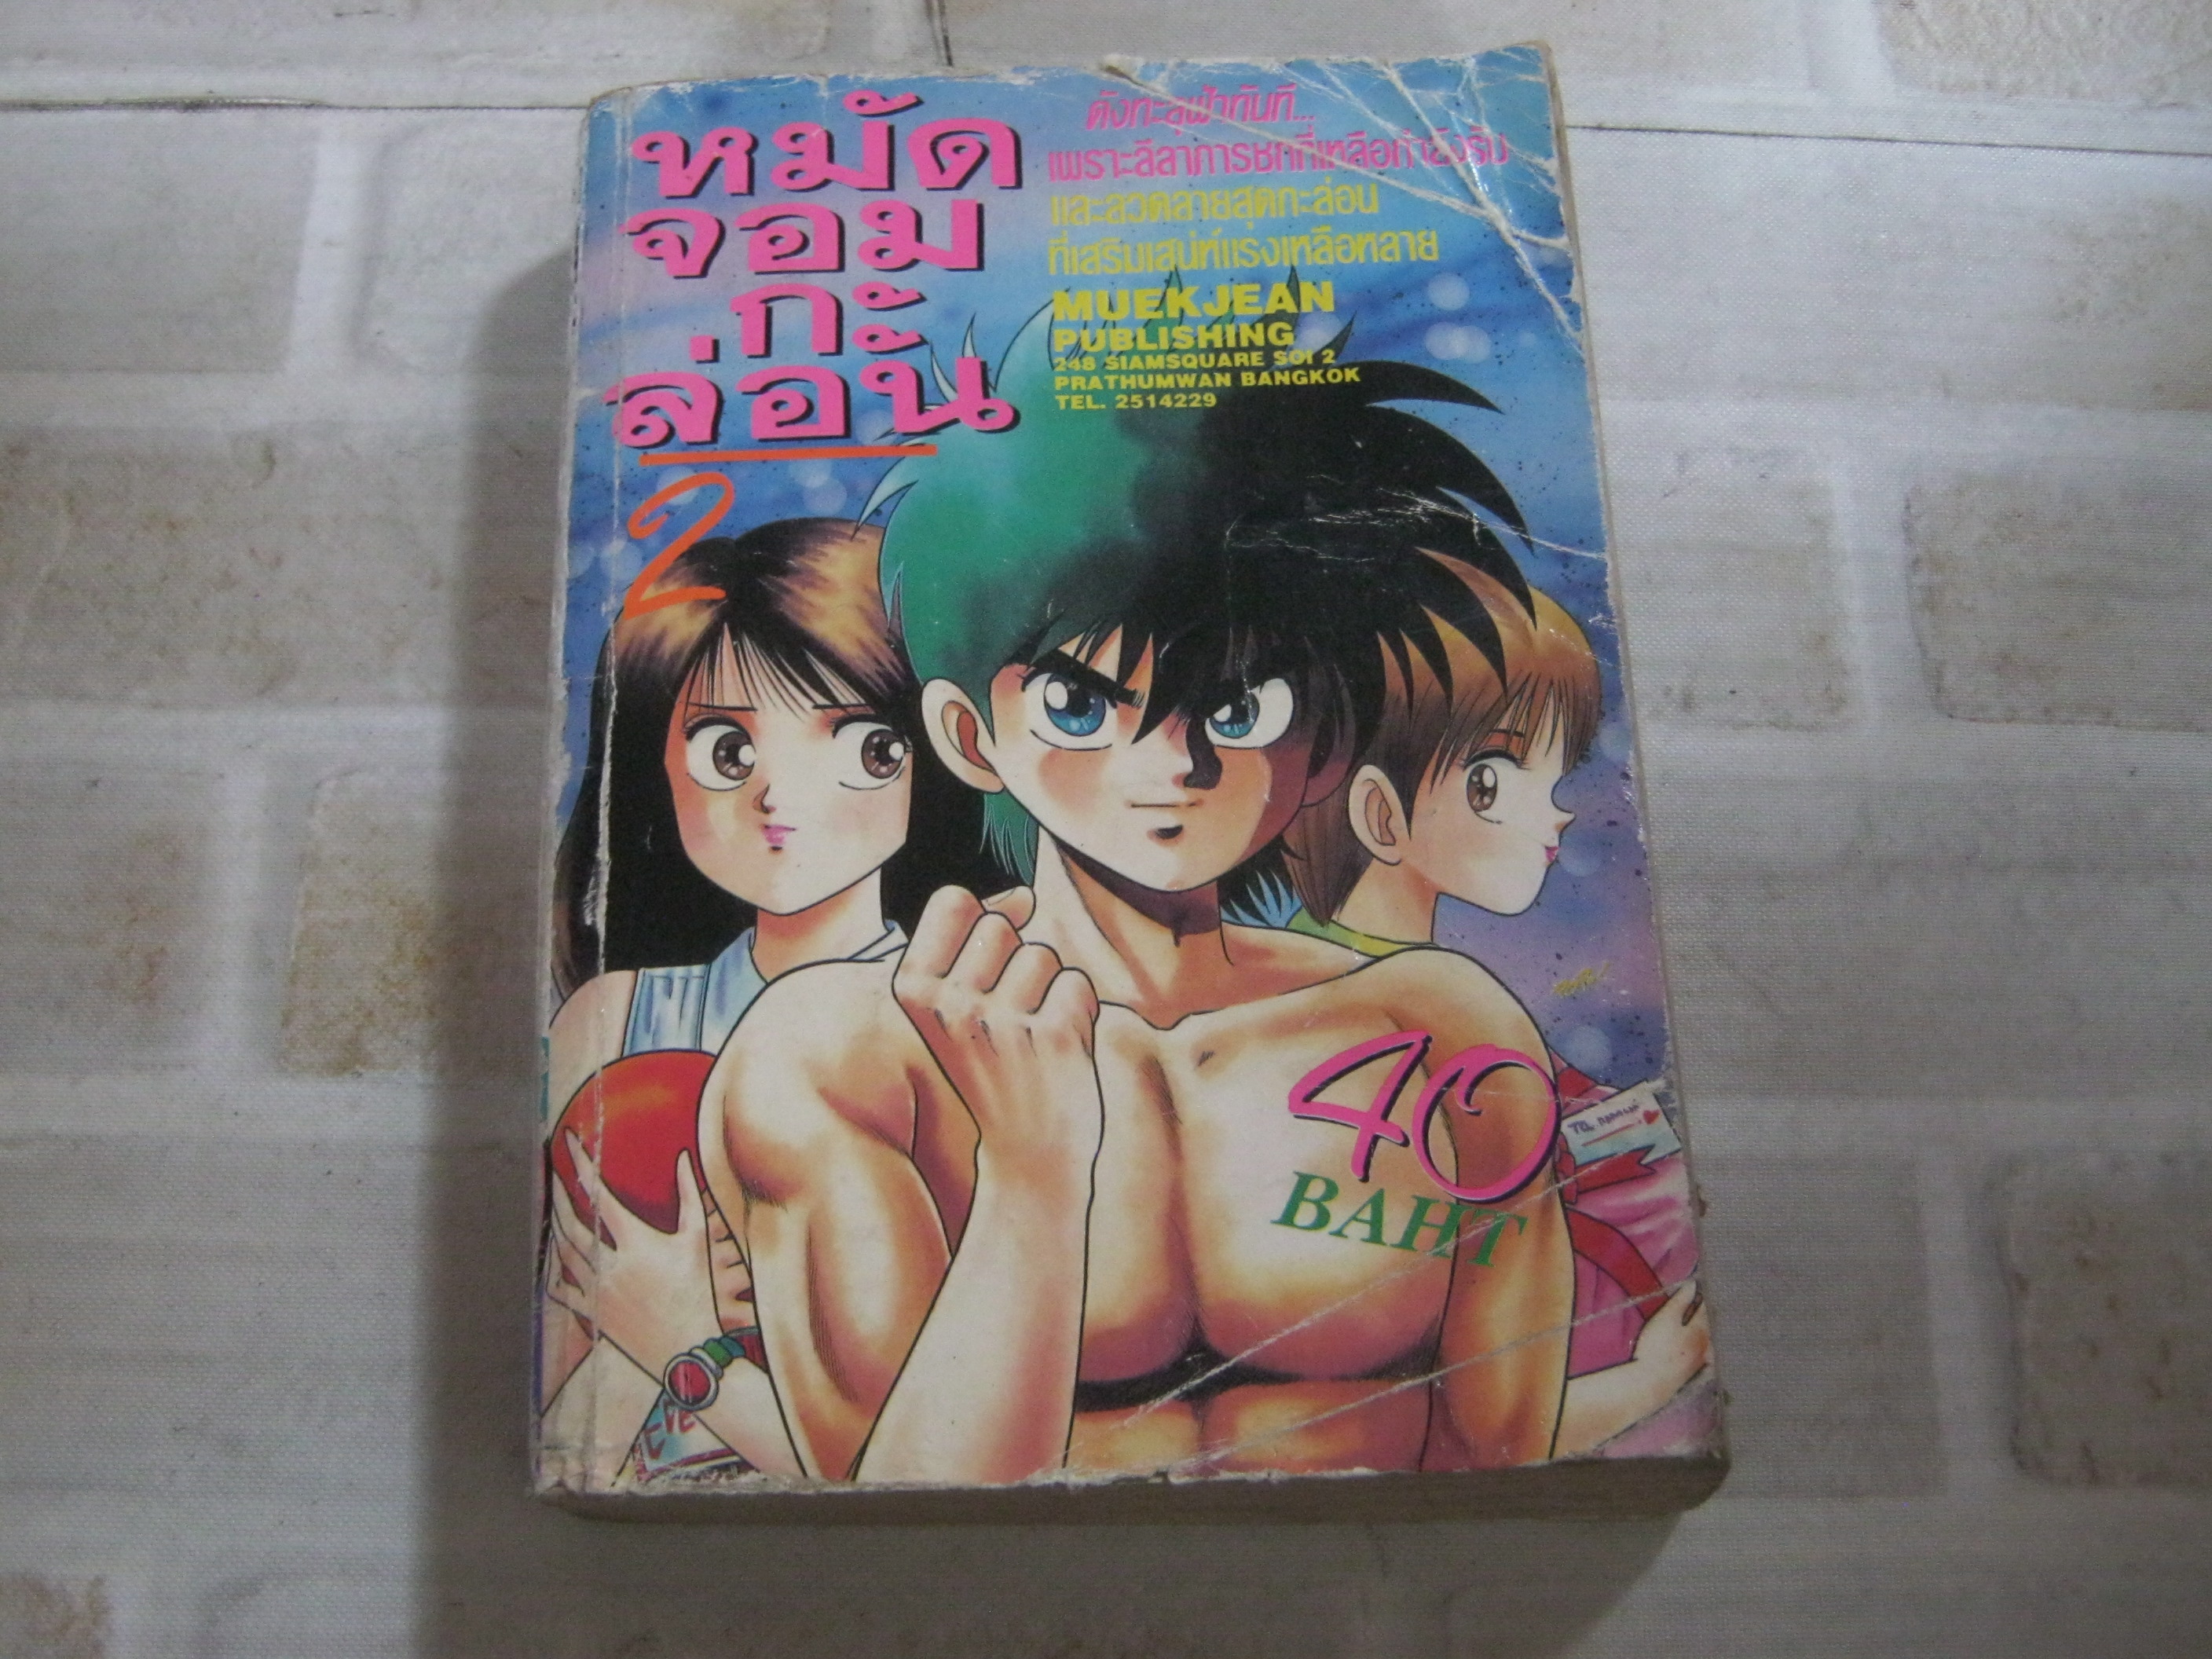 หมัด
จอม
กะ
ล่อน
2
ดังทะลุฟ้าทันที...
เพราะลีลาการชกที่เหลือกำลังรับ
และลวดลายสุดกะล่อน
ที่เสริมเสน่ห์แรงเหลือหลาย
MUEKJEAN
PUBLISHING
248 SIAMSQUARE SOI 2
PRATHUMWAN BANGKOK
TEL. 2514229
40
BAHT
TO.